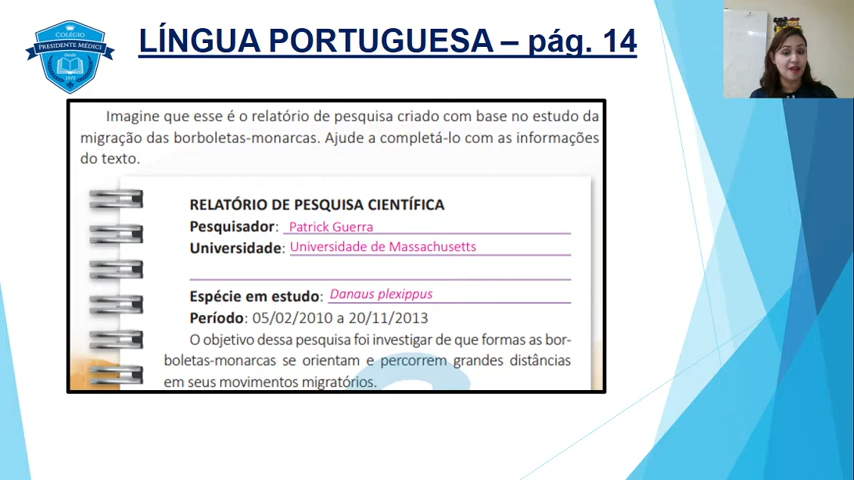 COLÉGIO
PRESIDENTE MÉDICI
LÍNGUA PORTUGUESA – pág. 14
Imagine que esse é o relatório de pesquisa criado com base no estudo da
migração das borboletas-monarcas. Ajude a completá-lo com as informações
do texto.
RELATÓRIO DE PESQUISA CIENTÍFICA
Pesquisador: Patrick Guerra
Universidade: Universidade de Massachusetts
Espécie em estudo: Danaus plexippus
Período: 05/02/2010 a 20/11/2013
O objetivo dessa pesquisa foi investigar de que formas as bor-
boletas-monarcas se orientam e percorrem grandes distâncias
em seus movimentos migratórios.